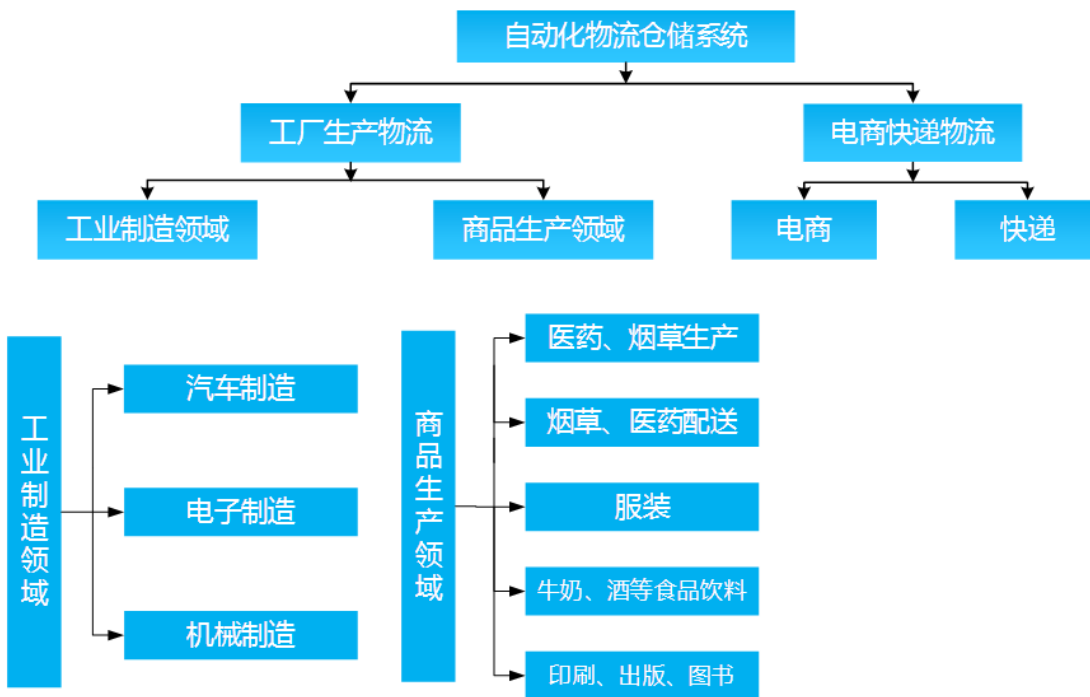 自动化物流仓储系统
工厂生产物流
电商快递物流
工业制造领域
商品生产领域
电商
快递
工业制造领域
汽车制造
电子制造
机械制造
商品生产领域
医药、烟草生产
烟草、医药配送
服装
牛奶、酒等食品饮料
印刷、出版、图书